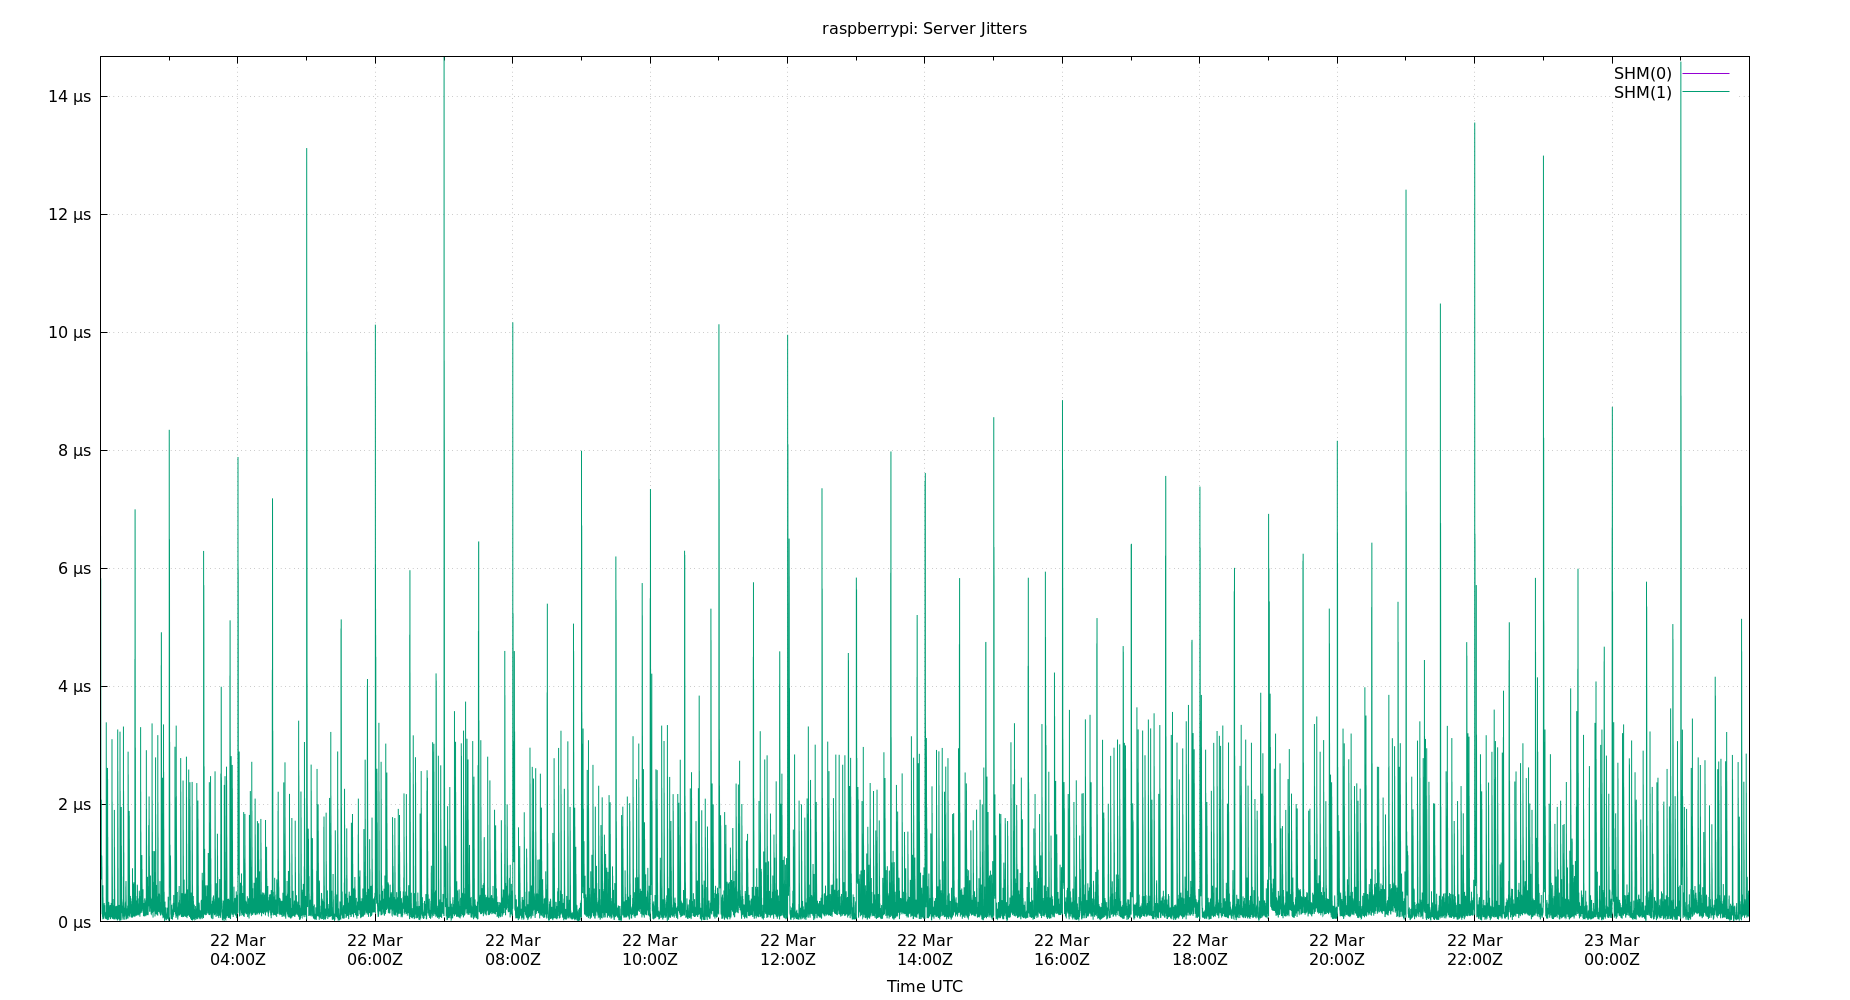 raspberrypi: Server Jitters
SHM(0)
SHM(1)
14 µs
12 µs
10 µs
8 µs
6 µs
4 µs
2 µs
0 µs
22 Mar 22 Mar 22 Mar 22 Mar 22 Mar 22 Mar 22 Mar 22 Mar 22 Mar 22 Mar 23 Mar
04:00Z 06:00Z 08:00Z 10:00Z 12:00Z 14:00Z 16:00Z 18:00Z 20:00Z 22:00Z 00:00Z
Time UTC